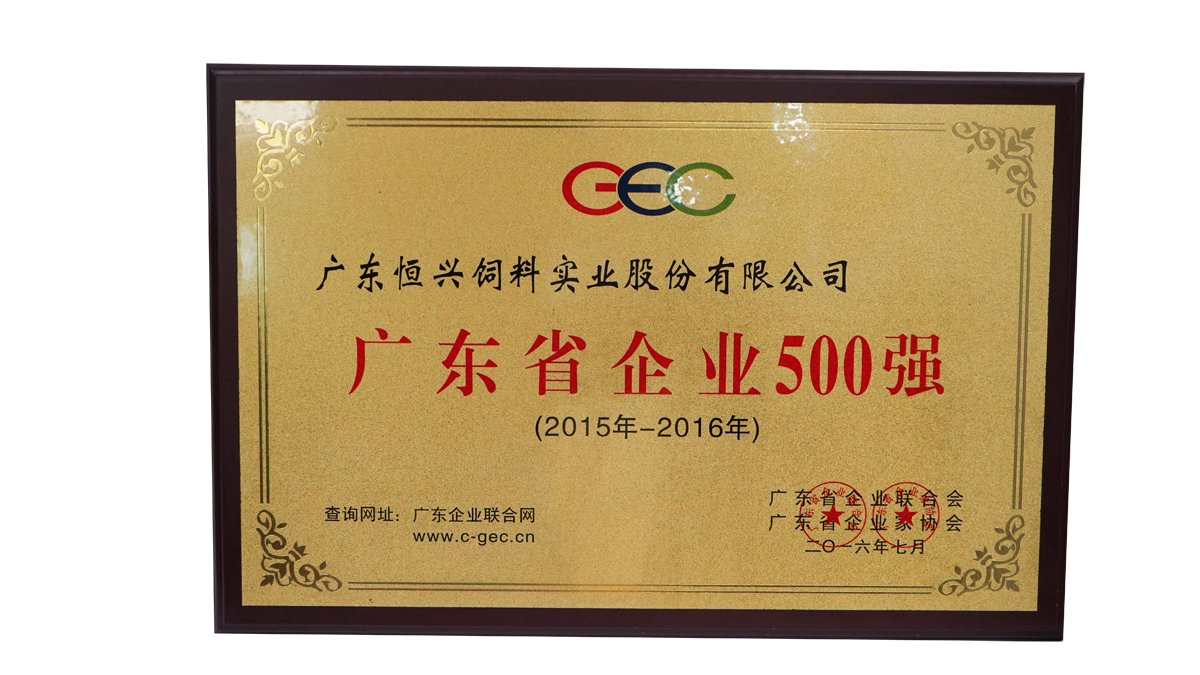 GEC
广东恒兴饲料实业股份有限公司
广东省企业500强
(2015年-2016年)
查询网址：广东企业联合网
www.c-gec.cn
广东省企业联合会
广东省企业家协会
二〇一六年七月